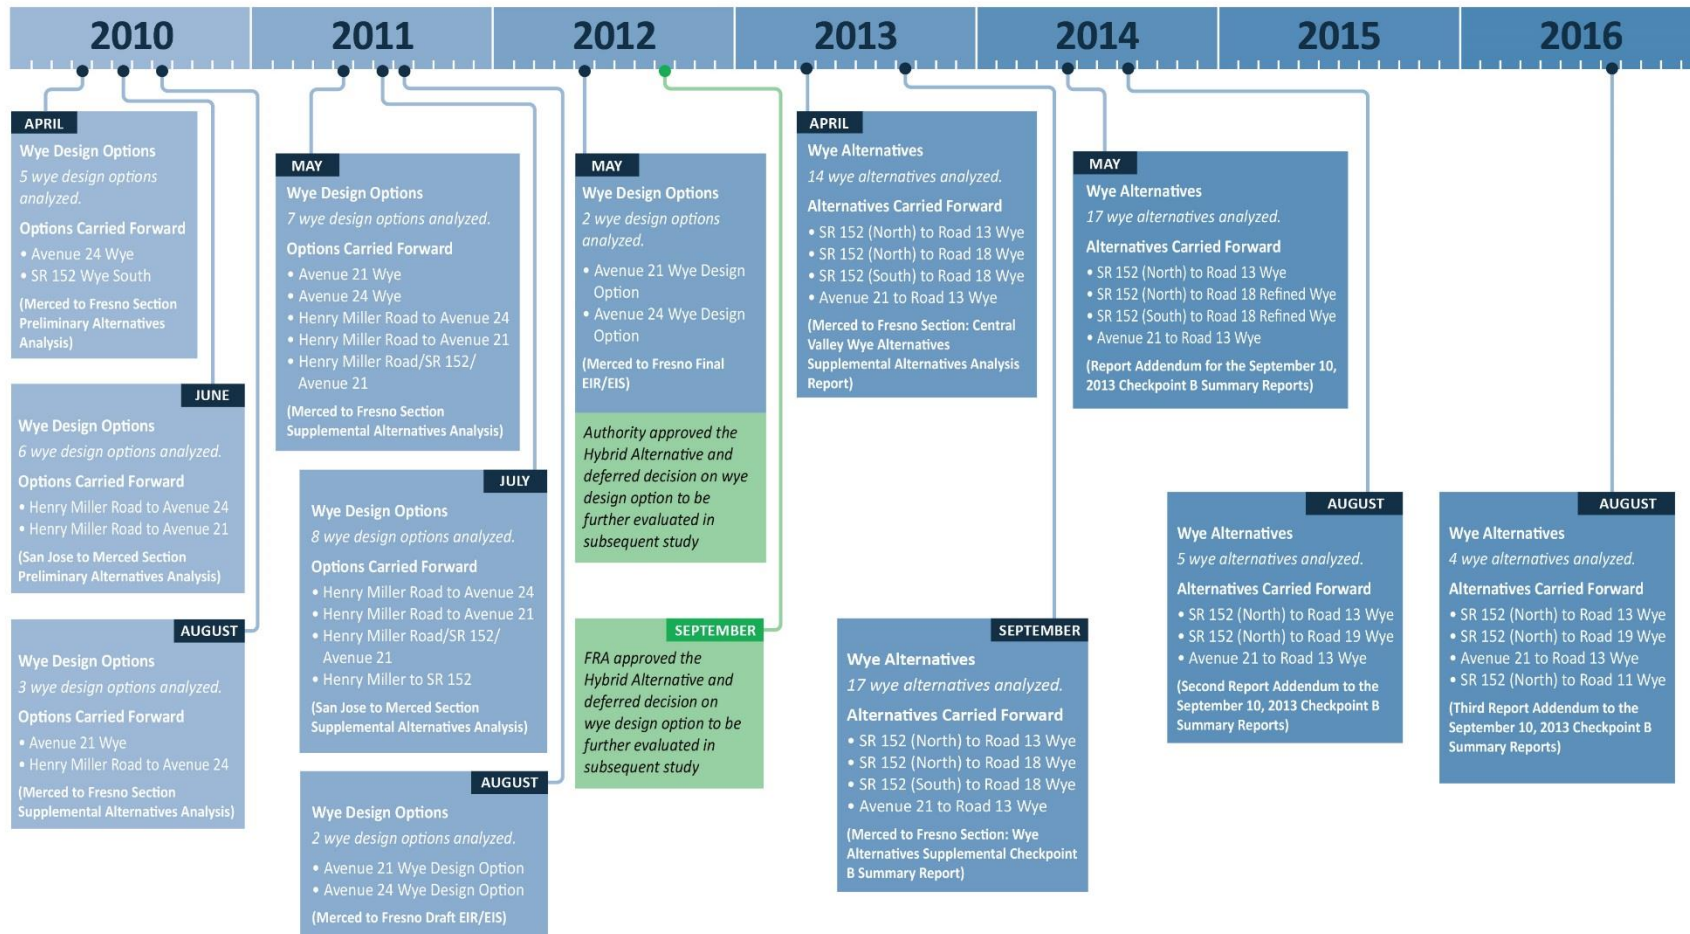 2010
2011
2012
2013
2014
2015
2016
APRIL
Wye Design Options
5 wye design options
analyzed.
Options Carried Forward
• Avenue 24 Wye
• SR 152 Wye South
(Merced to Fresno Section
Preliminary Alternatives
Analysis)
JUNE
Wye Design Options
6 wye design options analyzed.
Options Carried Forward
• Henry Miller Road to Avenue 24
• Henry Miller Road to Avenue 21
(San Jose to Merced Section
Preliminary Alternatives Analysis)
AUGUST
Wye Design Options
3 wye design options analyzed.
Options Carried Forward
• Avenue 21 Wye
• Henry Miller Road to Avenue 24
(Merced to Fresno Section
Supplemental Alternatives Analysis)
MAY
Wye Design Options
7 wye design options analyzed.
Options Carried Forward
• Avenue 21 Wye
• Avenue 24 Wye
• Henry Miller Road to Avenue 24
• Henry Miller Road to Avenue 21
• Henry Miller Road/SR 152/
Avenue 21
(Merced to Fresno Section
Supplemental Alternatives Analysis)
JULY
Wye Design Options
8 wye design options analyzed.
Options Carried Forward
• Henry Miller Road to Avenue 24
• Henry Miller Road to Avenue 21
• Henry Miller Road/SR 152/
Avenue 21
• Henry Miller to SR 152
(San Jose to Merced Section
Supplemental Alternatives Analysis)
AUGUST
Wye Design Options
2 wye design options analyzed.
• Avenue 21 Wye Design Option
• Avenue 24 Wye Design Option
(Merced to Fresno Draft EIR/EIS)
MAY
Wye Design Options
2 wye design options
analyzed.
• Avenue 21 Wye Design
Option
• Avenue 24 Wye Design
Option
(Merced to Fresno Final
EIR/EIS)
Authority approved the
Hybrid Alternative and
deferred decision on wye
design option to be
further evaluated in
subsequent study
SEPTEMBER
FRA approved the
Hybrid Alternative and
deferred decision on
wye design option to be
further evaluated in
subsequent study
APRIL
Wye Alternatives
14 wye alternatives analyzed.
Alternatives Carried Forward
• SR 152 (North) to Road 13 Wye
• SR 152 (North) to Road 18 Wye
• SR 152 (South) to Road 18 Wye
• Avenue 21 to Road 13 Wye
(Merced to Fresno Section: Central
Valley Wye Alternatives
Supplemental Alternatives Analysis
Report)
SEPTEMBER
Wye Alternatives
17 wye alternatives analyzed.
Alternatives Carried Forward
• SR 152 (North) to Road 13 Wye
• SR 152 (North) to Road 18 Wye
• SR 152 (South) to Road 18 Wye
• Avenue 21 to Road 13 Wye
(Merced to Fresno Section: Wye
Alternatives Supplemental Checkpoint
B Summary Report)
MAY
Wye Alternatives
17 wye alternatives analyzed.
Alternatives Carried Forward
• SR 152 (North) to Road 13 Wye
• SR 152 (North) to Road 18 Refined Wye
• SR 152 (South) to Road 18 Refined Wye
• Avenue 21 to Road 13 Wye
(Report Addendum for the September 10,
2013 Checkpoint B Summary Reports)
AUGUST
Wye Alternatives
5 wye alternatives analyzed.
Alternatives Carried Forward
• SR 152 (North) to Road 13 Wye
• SR 152 (North) to Road 19 Wye
• Avenue 21 to Road 13 Wye
(Second Report Addendum to the
September 10, 2013 Checkpoint B
Summary Reports)
AUGUST
Wye Alternatives
4 wye alternatives analyzed.
Alternatives Carried Forward
• SR 152 (North) to Road 13 Wye
• SR 152 (North) to Road 19 Wye
• Avenue 21 to Road 13 Wye
• SR 152 (North) to Road 11 Wye
(Third Report Addendum to the
September 10, 2013 Checkpoint B
Summary Reports)